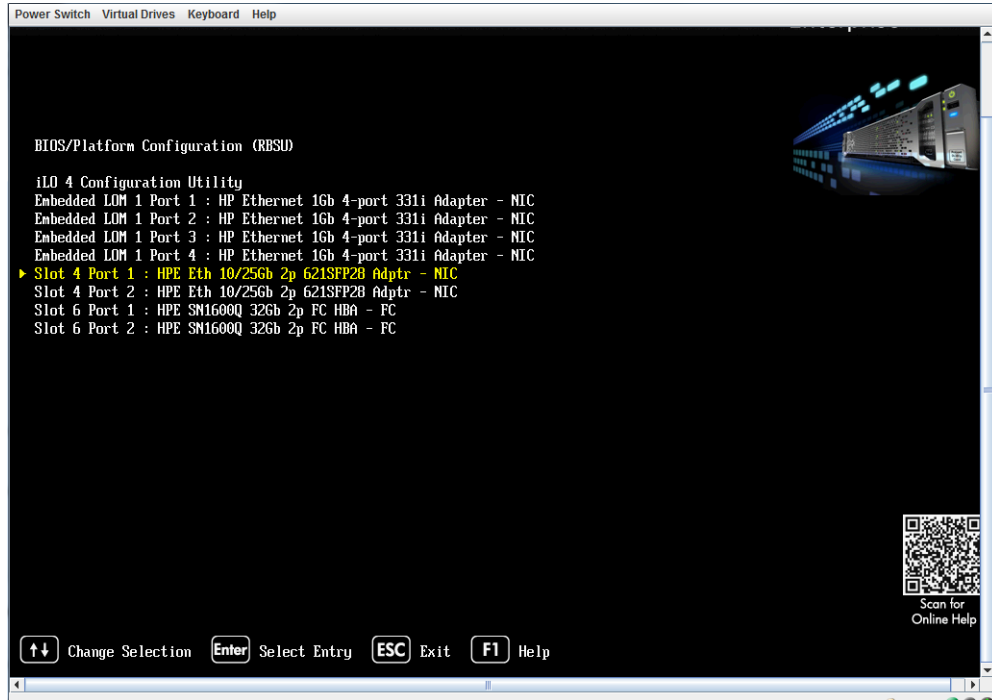 Power Switch Virtual Drives Keyboard Help
BIOS/Platform Configuration (RBSU)
iLO 4 Configuration Utility
Embedded LOM 1 Port 1 : HP Ethernet 1Gb 4-port 331i Adapter - NIC
Embedded LOM 1 Port 2 : HP Ethernet 1Gb 4-port 331i Adapter - NIC
Embedded LOM 1 Port 3 : HP Ethernet 1Gb 4-port 331i Adapter - NIC
Embedded LOM 1 Port 4 : HP Ethernet 1Gb 4-port 331i Adapter - NIC
Slot 4 Port 1 : HPE Eth 10/25Gb 2p 621SFP28 Adptr - NIC
Slot 4 Port 2 : HPE Eth 10/25Gb 2p 621SFP28 Adptr - NIC
Slot 6 Port 1 : HPE SN1600Q 32Gb 2p FC HBA - FC
Slot 6 Port 2 : HPE SN1600Q 32Gb 2p FC HBA - FC
Scan for
Online Help
Change Selection Enter Select Entry ESC Exit F1 Help